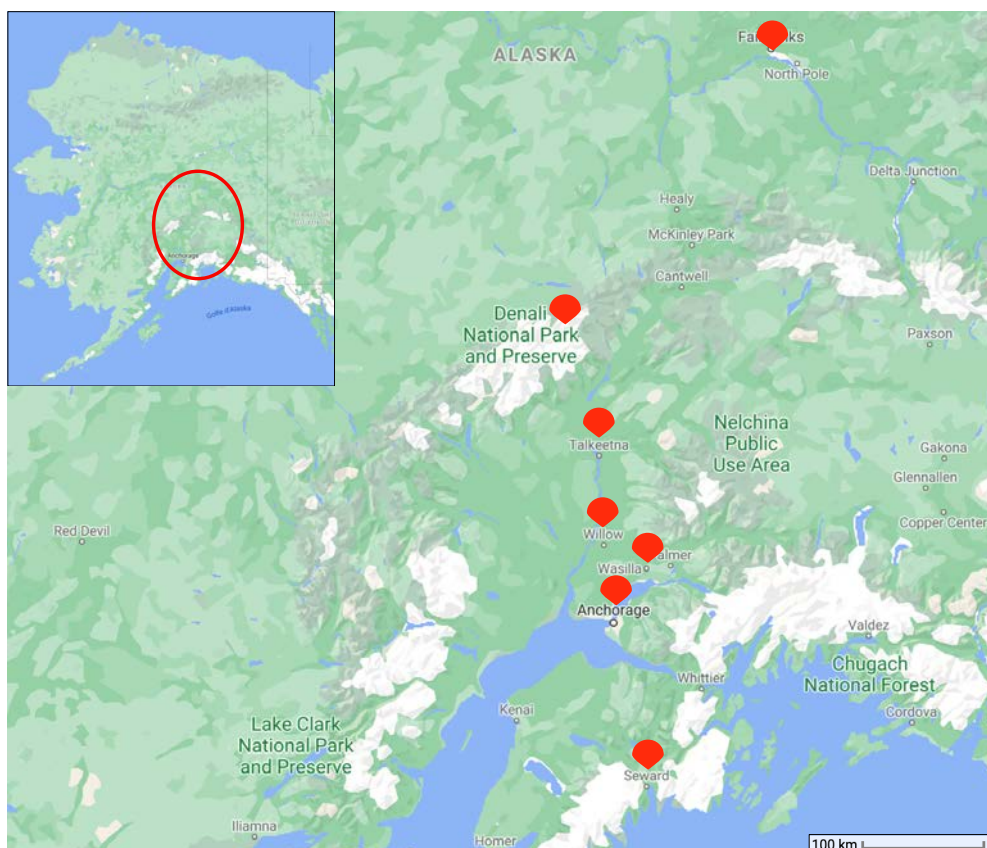 ALASKA
North Pole
Delta Junction
Healy
McKinley Park
Cantwell
Anchorage
Golfe d'Alaska
Denali
National Park
and Preserve
Paxson
Talkeetna
Nelchina
Public
Use Area
Gakona
Glennallen
Copper Center
Red Devil
Willow
Wasilla
Anchorage
Valdez
Whittier
Chugach
National Forest
Kenai
Cordova
Lake Clark
National Park
and Preserve
Seward
Iliamna
Homer
100 km